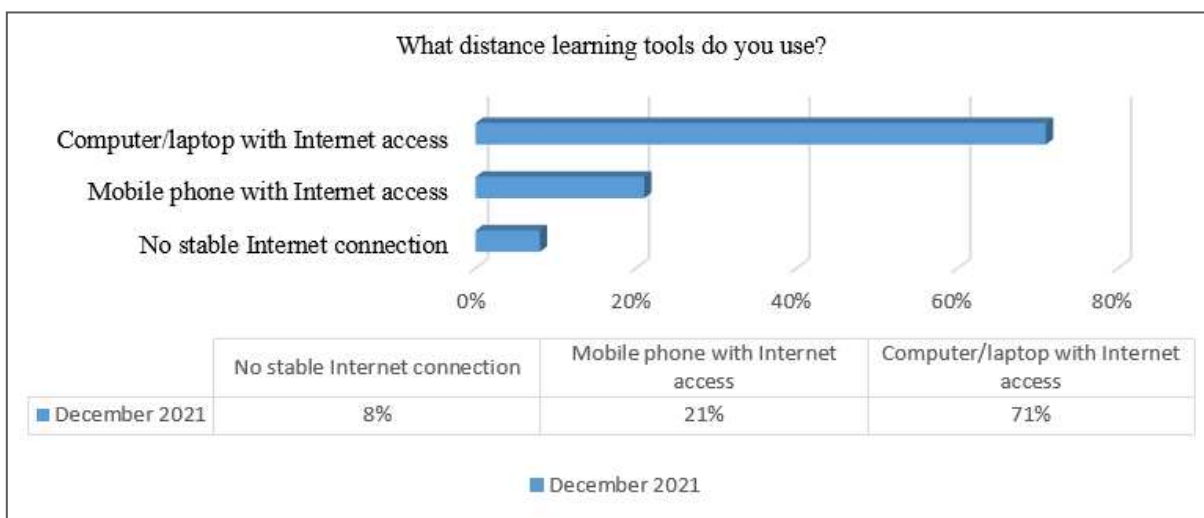 What distance learning tools do you use?
Computer/laptop with Internet access
Mobile phone with Internet access
No stable Internet connection
0% 20% 40% 60% 80%
No stable Internet connection Mobile phone with Internet access Computer/laptop with Internet access
December 2021 8% 21% 71%
December 2021